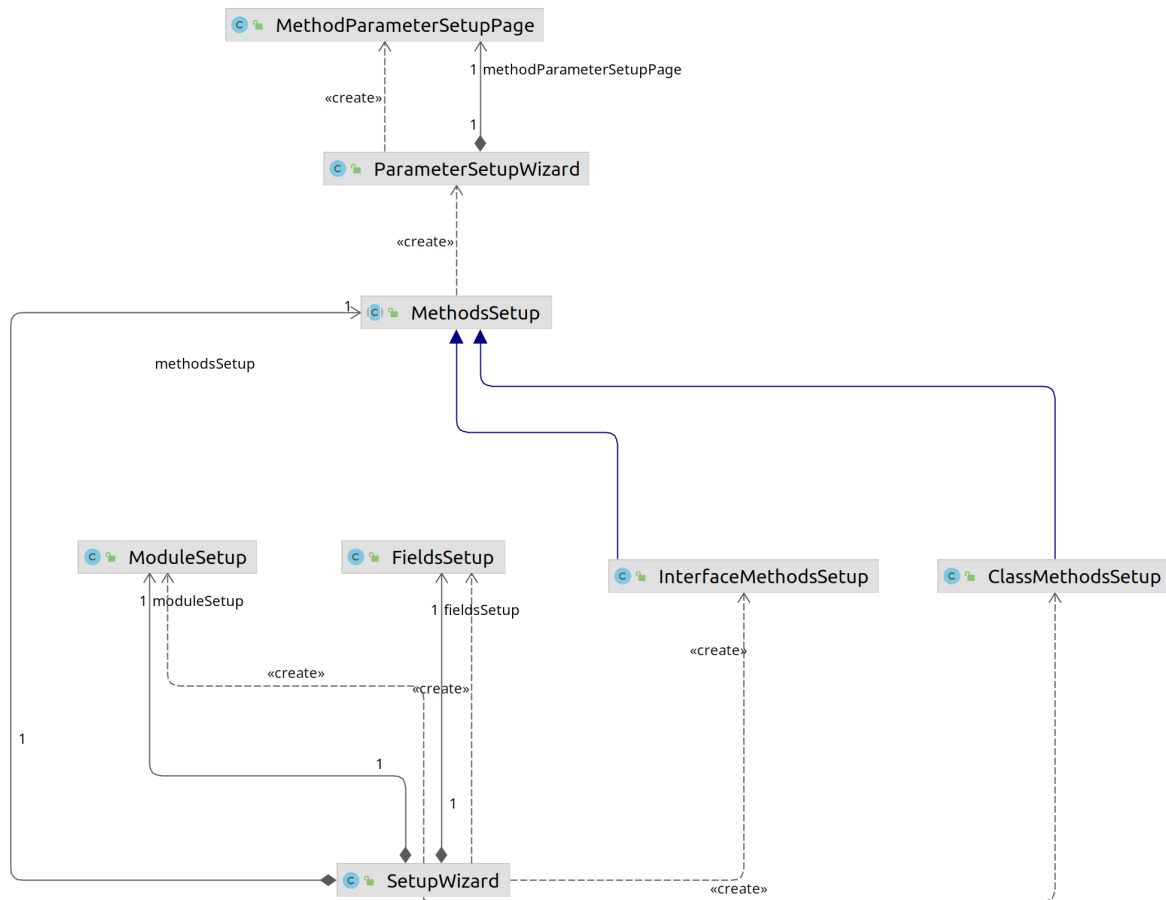 MethodParameterSetupPage
1 methodParameterSetupPage
«create»
1
ParameterSetupWizard
«create»
1
MethodsSetup
methodsSetup
ModuleSetup
FieldsSetup
InterfaceMethodsSetup
ClassMethodsSetup
1 moduleSetup
1 fieldsSetup
«create»
«create»
«create»
1
1
1
SetupWizard
«create»